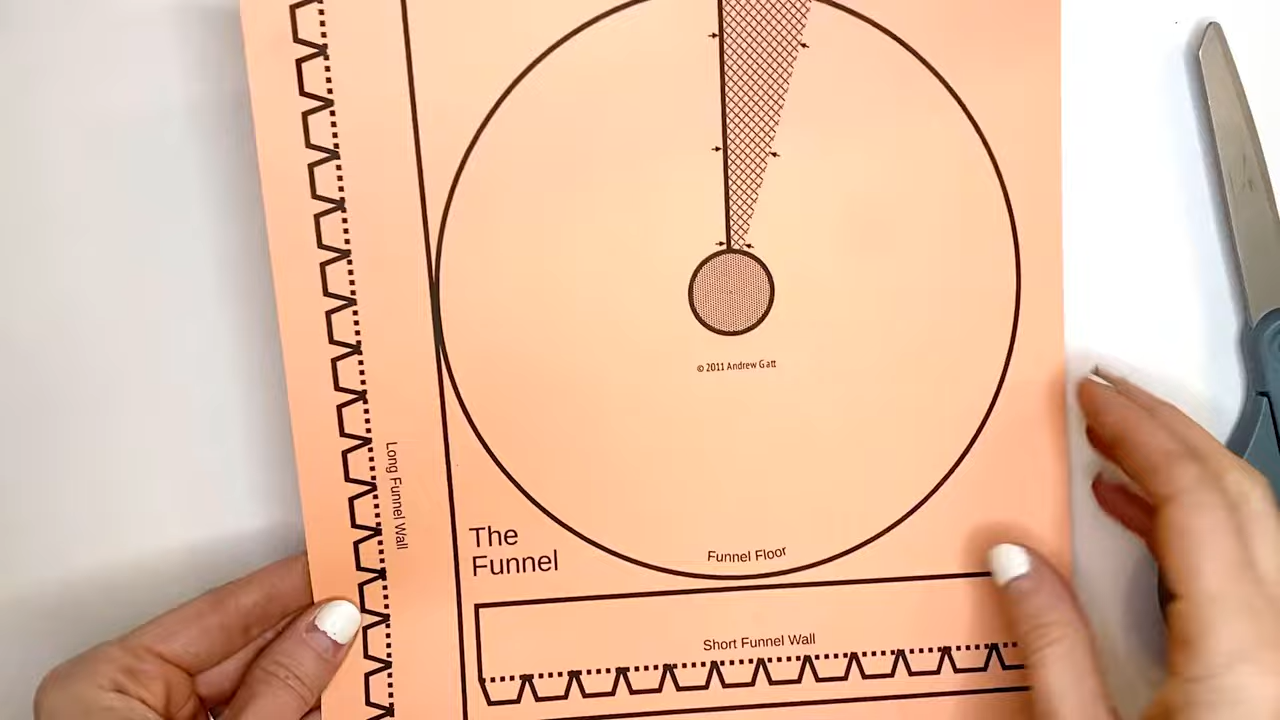 © 2011 Andrew Gatt
Long Funnel Wall
The
Funnel
Funnel Floor
Short Funnel Wall